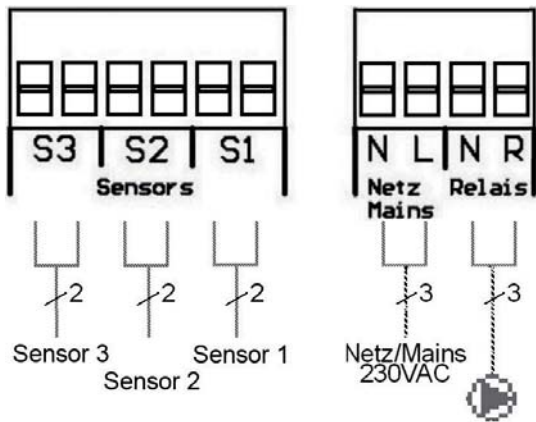 S3 S2 S1
Sensors
N L N R
Netz Relais
Mains
2 2 2
3 3
Sensor 3
Sensor 2
Sensor 1
Netz/Mains
230VAC